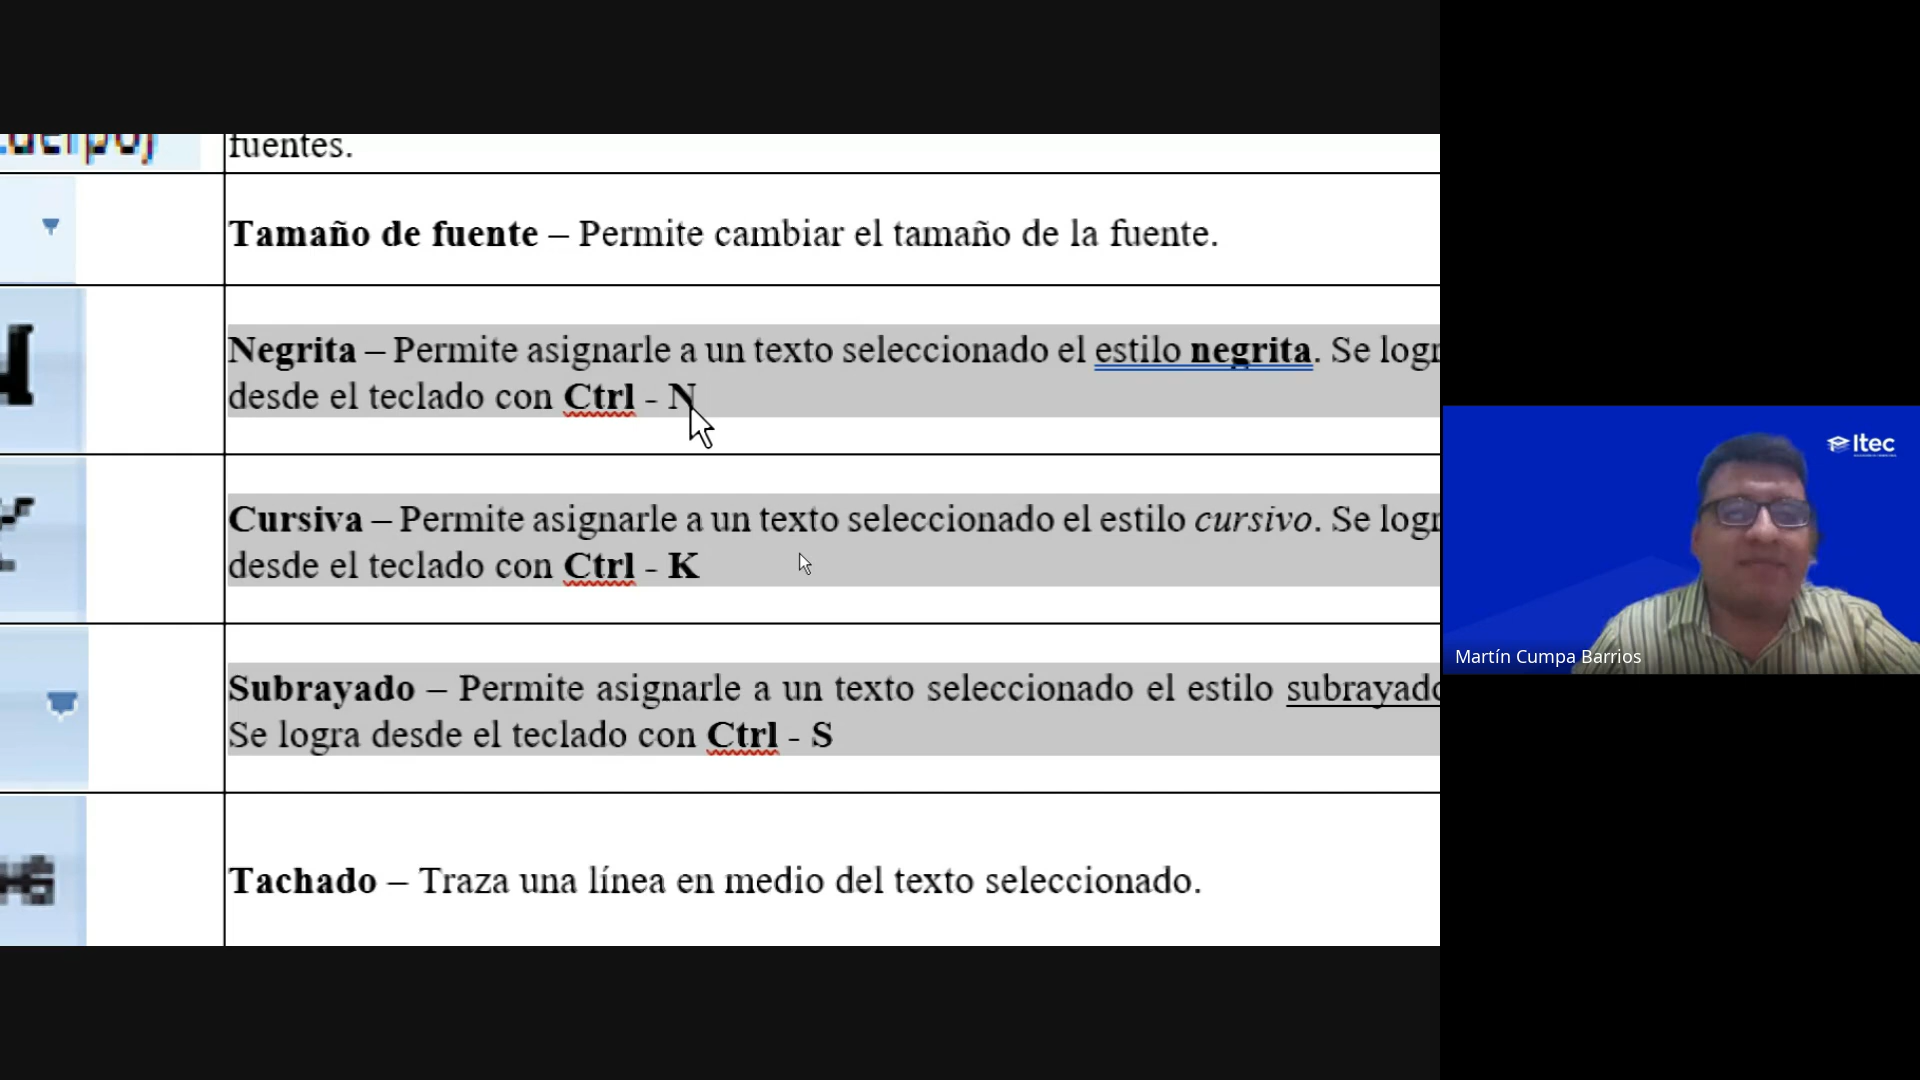 fuentes.
Tamaño de fuente – Permite cambiar el tamaño de la fuente.
Negrita – Permite asignarle a un texto seleccionado el estilo negrita. Se logr
desde el teclado con Ctrl - N
Cursiva – Permite asignarle a un texto seleccionado el estilo cursivo. Se logr
desde el teclado con Ctrl - K
Subrayado – Permite asignarle a un texto seleccionado el estilo subrayado
Se logra desde el teclado con Ctrl - S
Tachado – Traza una línea en medio del texto seleccionado.
Itec
Martín Cumpa Barrios